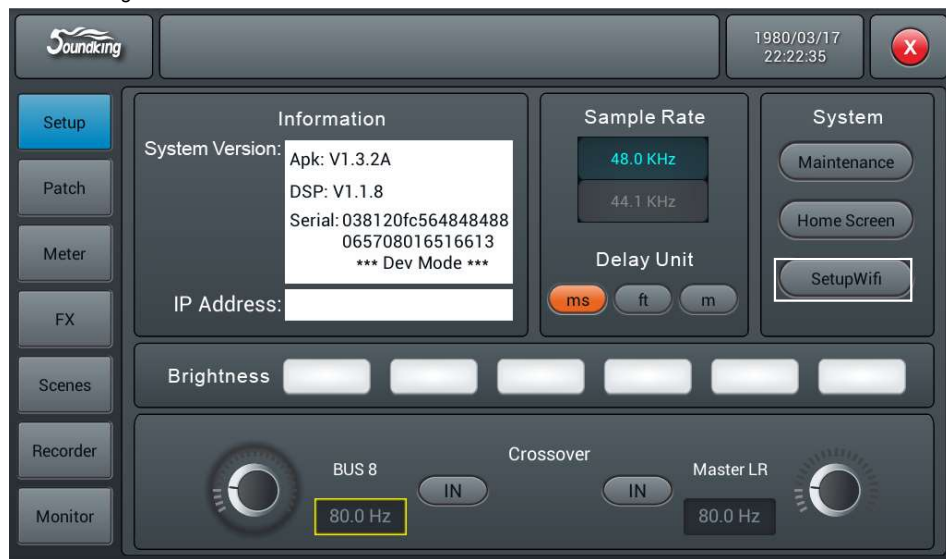 Soundking
1980/03/17
22:22:35
X
Setup
Patch
Meter
FX
Scenes
Recorder
Monitor
Information
System Version:
Apk: V1.3.2A
DSP: V1.1.8
Serial: 038120fc564848488
065708016516613
*** Dev Mode ***
IP Address:
Sample Rate
48.0 KHz
44.1 KHz
Delay Unit
ms ft m
System
Maintenance
Home Screen
SetupWifi
Brightness
Crossover
BUS 8
IN
80.0 Hz
IN
Master LR
80.0 Hz